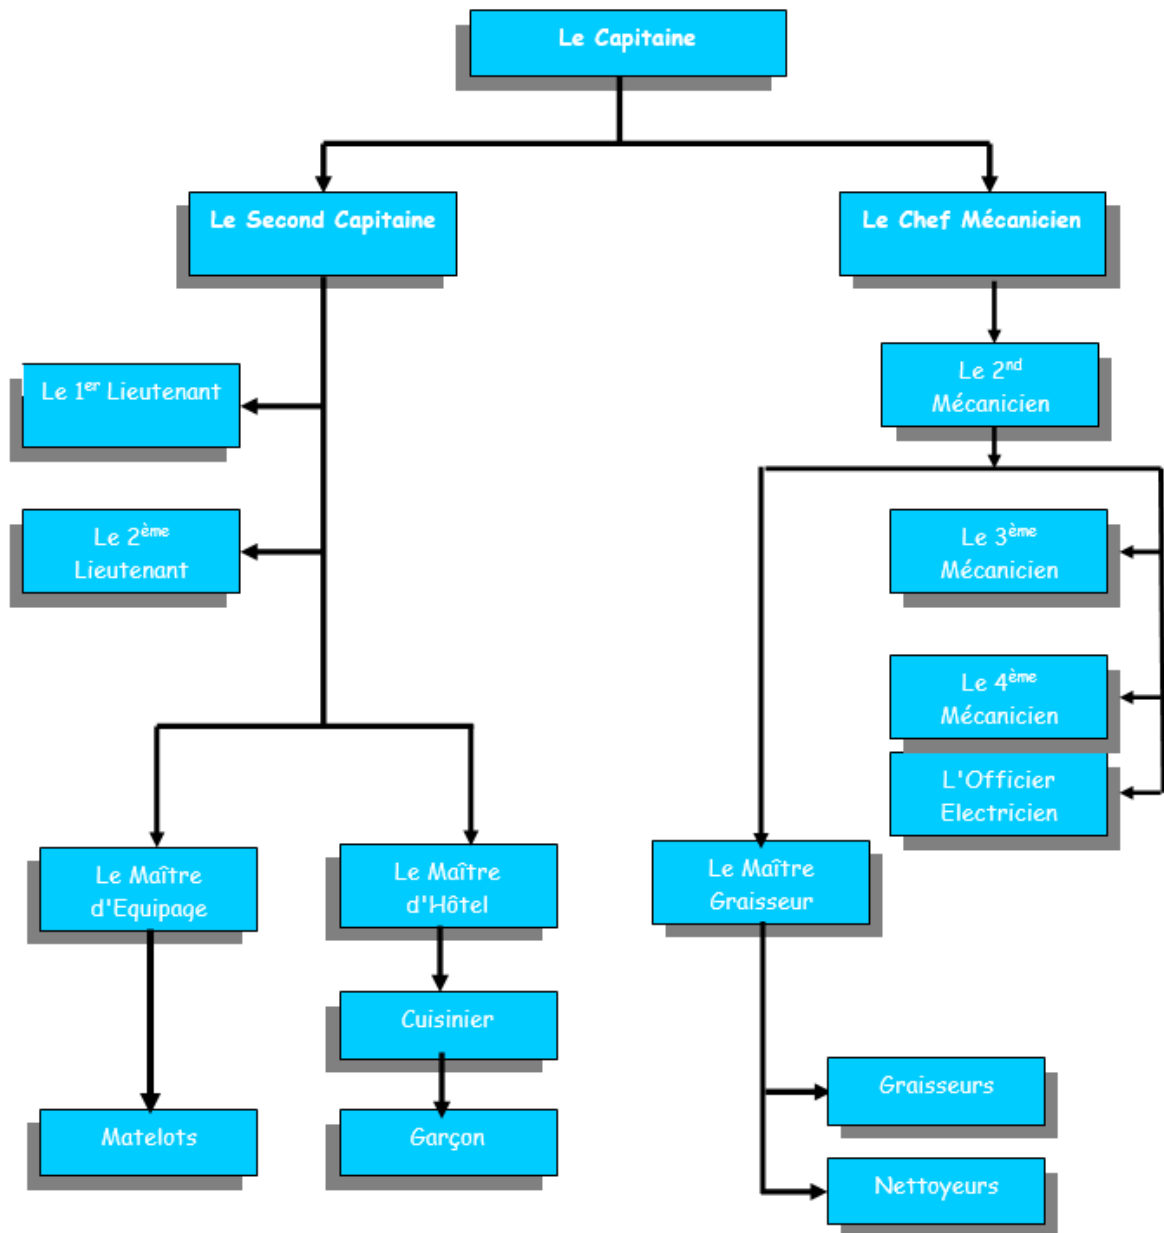 Le Capitaine
Le Second Capitaine
Le Chef Mécanicien
Le 1er Lieutenant
Le 2nd
Mécanicien
Le 2ème
Lieutenant
Le 3ème
Mécanicien
Le 4ème
Mécanicien
L'Officier
Electricien
Le Maître
d'Equipage
Le Maître
d'Hôtel
Le Maître
Graisseur
Cuisinier
Graisseurs
Matelots
Garçon
Nettoyeurs